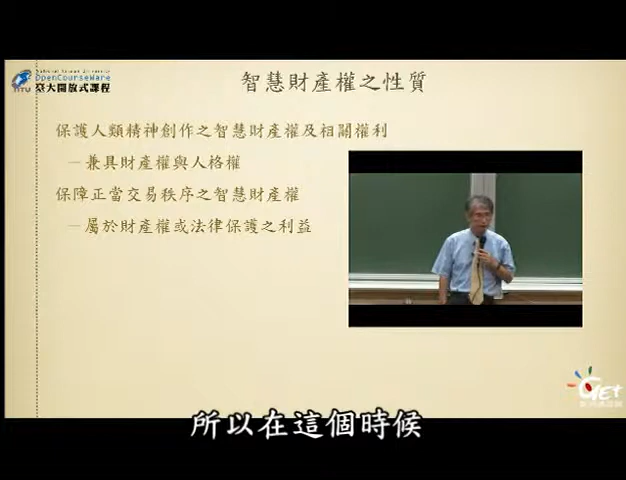 National Taiwan University
OpenCourseWare
臺大開放式課程
NTU
智慧財產權之性質
保護人類精神創作之智慧財產權及相關權利
—兼具財產權與人格權
保障正當交易秩序之智慧財產權
—屬於財產權或法律保護之利益
GET
所以在這個時候